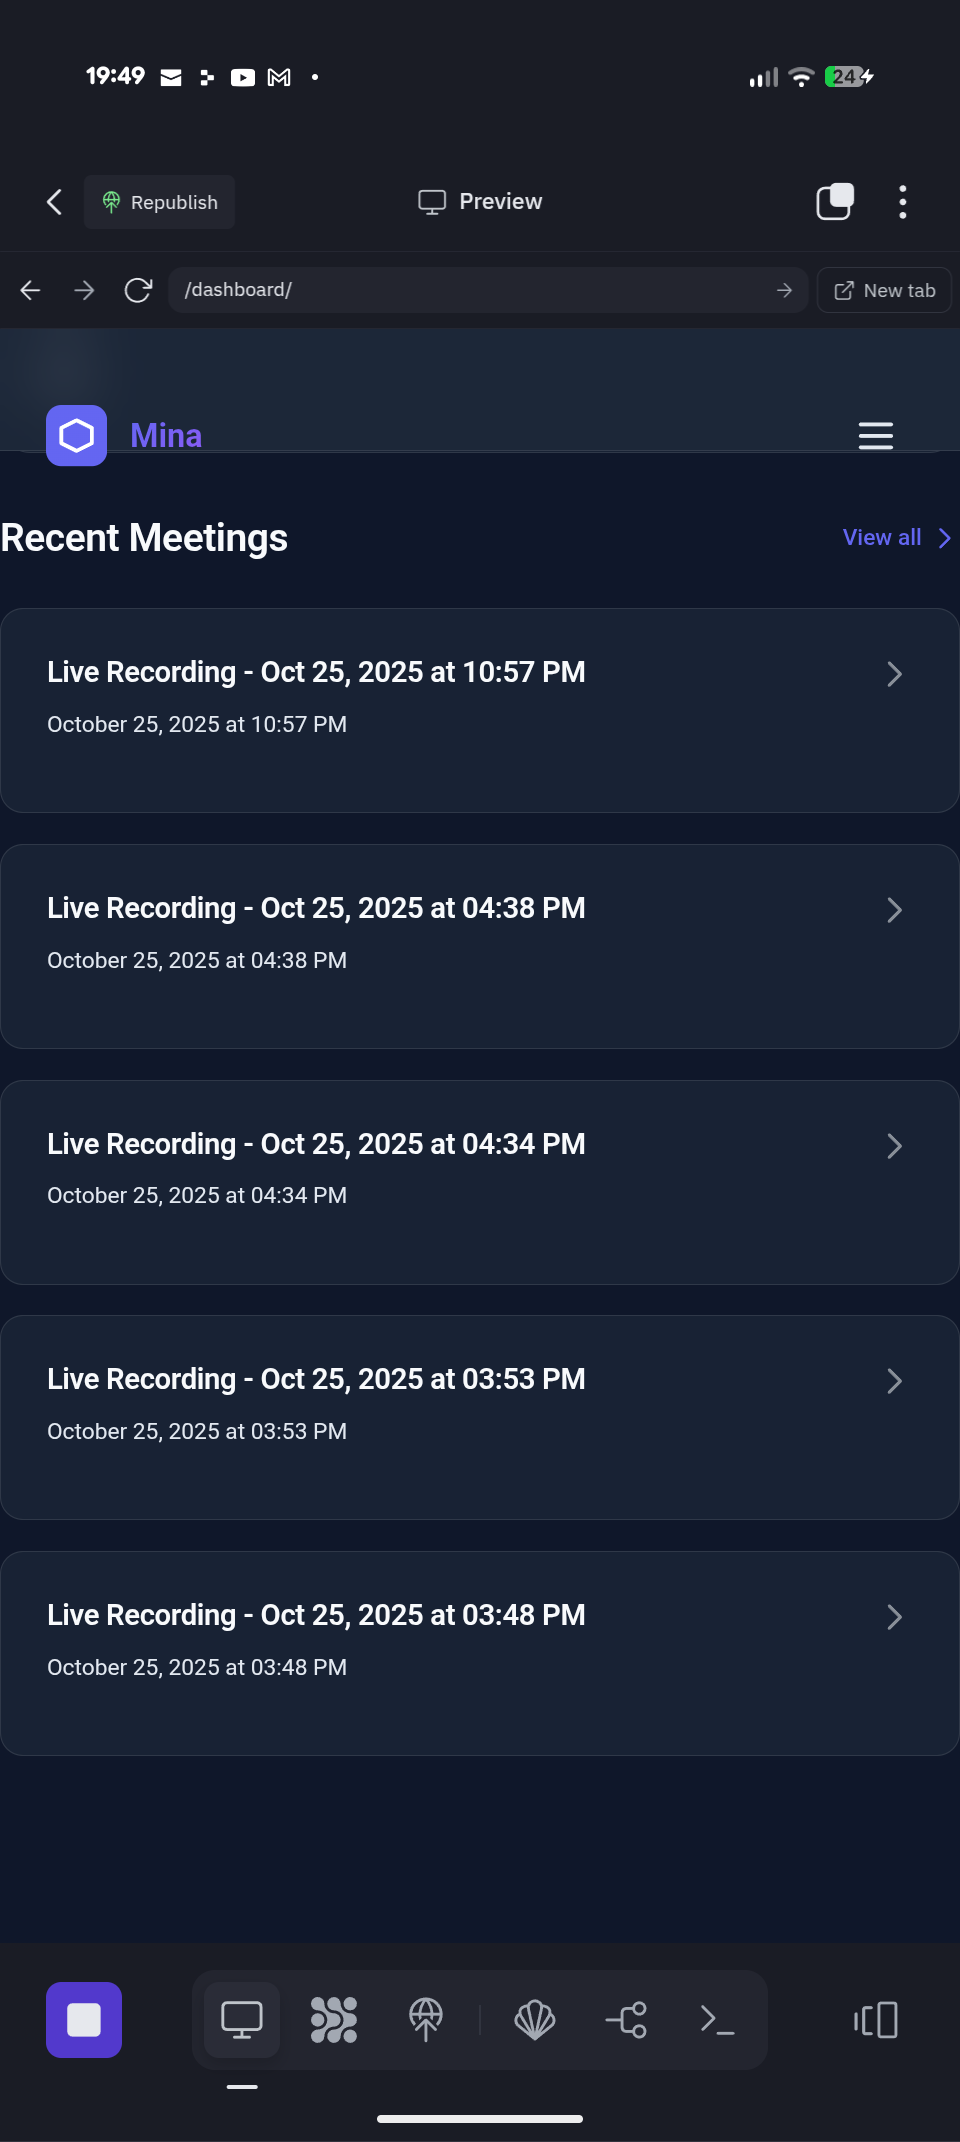 19:49
24
Republish
Preview
/dashboard/
New tab
Mina
Recent Meetings
View all
Live Recording - Oct 25, 2025 at 10:57 PM
October 25, 2025 at 10:57 PM
Live Recording - Oct 25, 2025 at 04:38 PM
October 25, 2025 at 04:38 PM
Live Recording - Oct 25, 2025 at 04:34 PM
October 25, 2025 at 04:34 PM
Live Recording - Oct 25, 2025 at 03:53 PM
October 25, 2025 at 03:53 PM
Live Recording - Oct 25, 2025 at 03:48 PM
October 25, 2025 at 03:48 PM